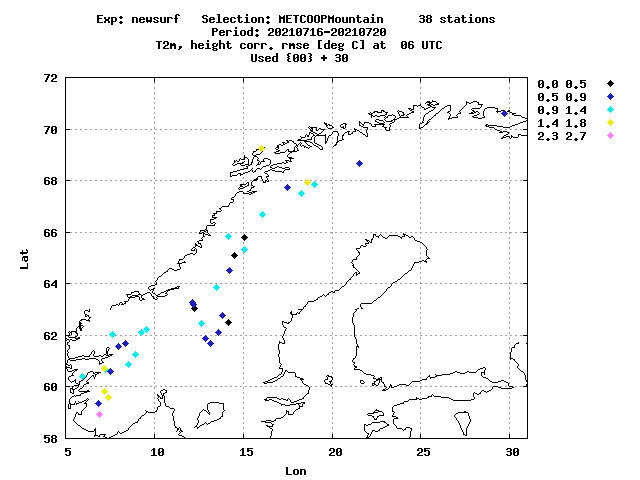 Exp: newsurf   Selection: METCOOPMountain     38 stations
Period: 20210716-20210720
T2m, height corr. rmse [deg C] at  06 UTC
Used {00} + 30
72
70
68
66
64
62
60
58
Lat
5 10 15 20 25 30
Lon
0.0 0.5
0.5 0.9
0.9 1.4
1.4 1.8
2.3 2.7